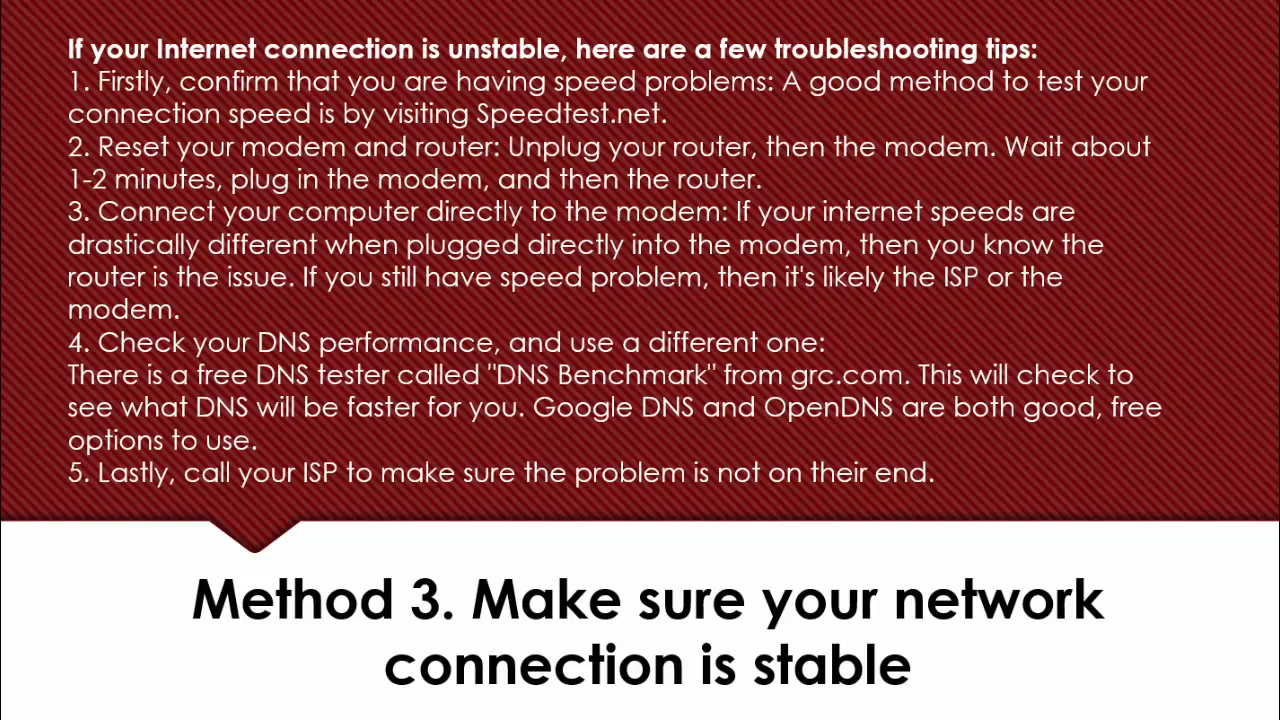 If your Internet connection is unstable, here are a few troubleshooting tips:
1. Firstly, confirm that you are having speed problems: A good method to test your
connection speed is by visiting Speedtest.net.
2. Reset your modem and router: Unplug your router, then the modem. Wait about
1-2 minutes, plug in the modem, and then the router.
3. Connect your computer directly to the modem: If your internet speeds are
drastically different when plugged directly into the modem, then you know the
router is the issue. If you still have speed problem, then it's likely the ISP or the
modem.
4. Check your DNS performance, and use a different one:
There is a free DNS tester called "DNS Benchmark" from grc.com. This will check to
see what DNS will be faster for you. Google DNS and OpenDNS are both good, free
options to use.
5. Lastly, call your ISP to make sure the problem is not on their end.
Method 3. Make sure your network
connection is stable